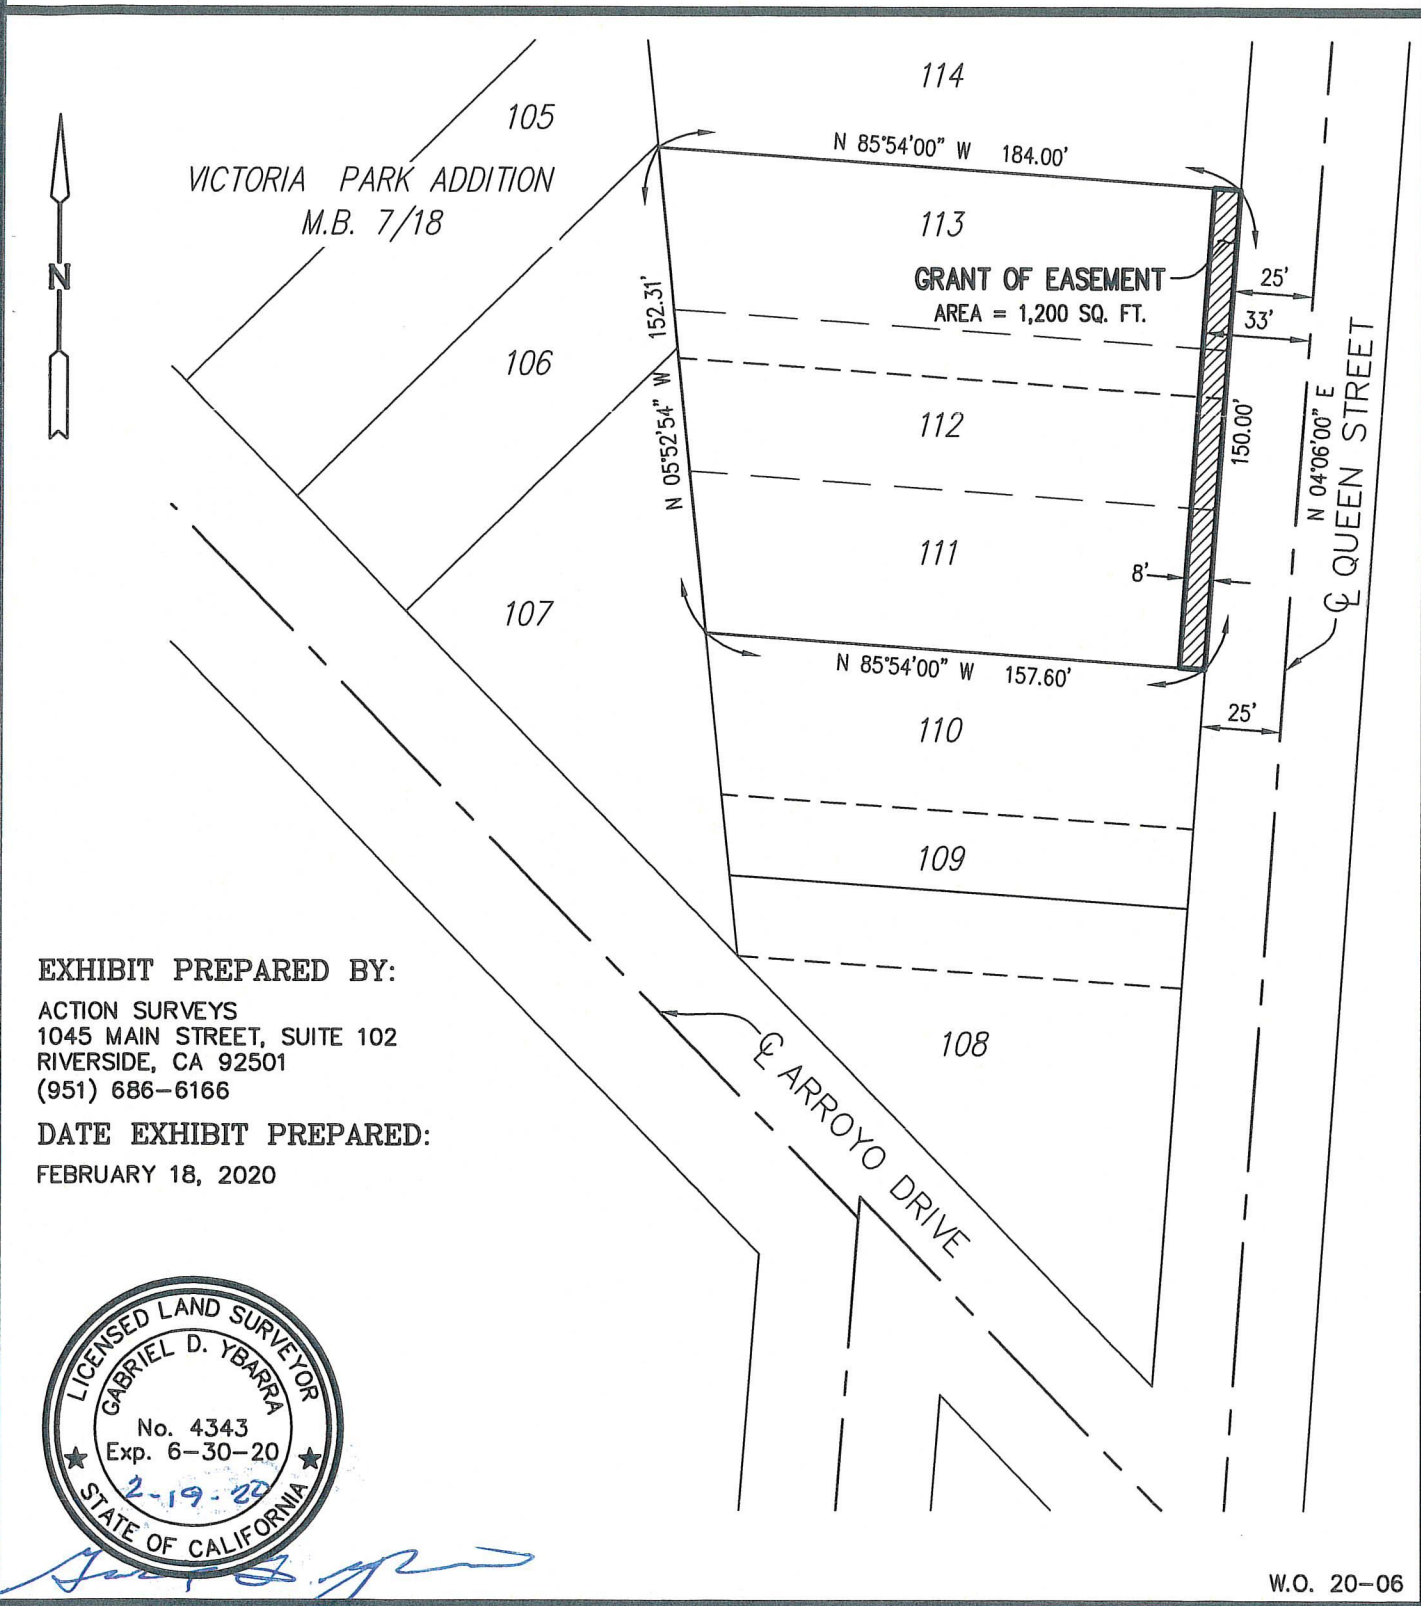 114
105
N 85°54'00" W 184.00'
VICTORIA PARK ADDITION
M.B. 7/18
113
N
GRANT OF EASEMENT
AREA = 1,200 SQ. FT.
25'
33'
N 05°52'54" W 152.31'
106
112
150.00'
N 04°06'00" E
℄ QUEEN STREET
111
8'
107
N 85°54'00" W 157.60'
25'
110
109
108
℄ ARROYO DRIVE
EXHIBIT PREPARED BY:
ACTION SURVEYS
1045 MAIN STREET, SUITE 102
RIVERSIDE, CA 92501
(951) 686-6166
DATE EXHIBIT PREPARED:
FEBRUARY 18, 2020
LICENSED LAND SURVEYOR
GABRIEL D. YBARRA
No. 4343
Exp. 6-30-20
2-19-20
STATE OF CALIFORNIA
W.O. 20-06